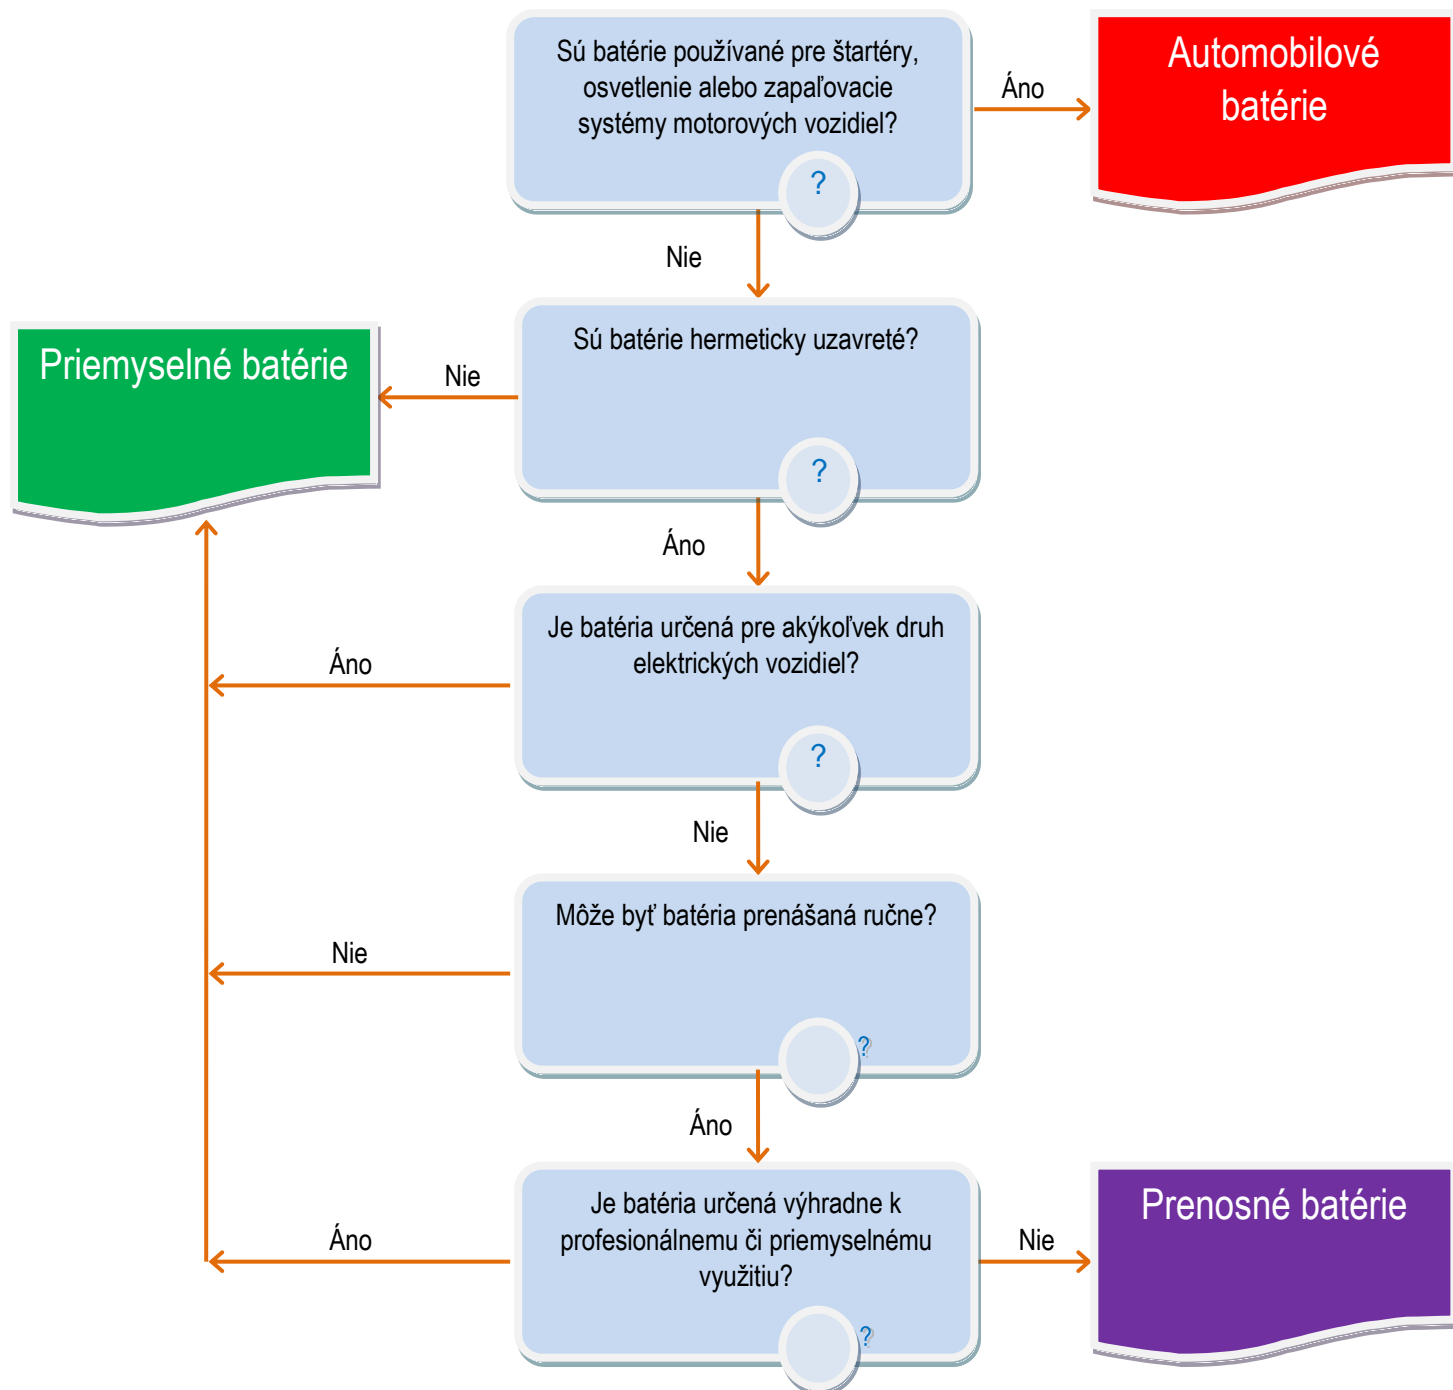 Sú batérie používané pre štartéry,
osvetlenie alebo zapaľovacie
systémy motorových vozidiel?
?
Áno
Automobilové
batérie
Nie
Sú batérie hermeticky uzavreté?
?
Nie
Priemyselné batérie
Áno
Je batéria určená pre akýkoľvek druh
elektrických vozidiel?
?
Áno
Nie
Môže byť batéria prenášaná ručne?
?
Nie
Áno
Je batéria určená výhradne k
profesionálnemu či priemyselnému
využitiu?
?
Áno
Nie
Prenosné batérie